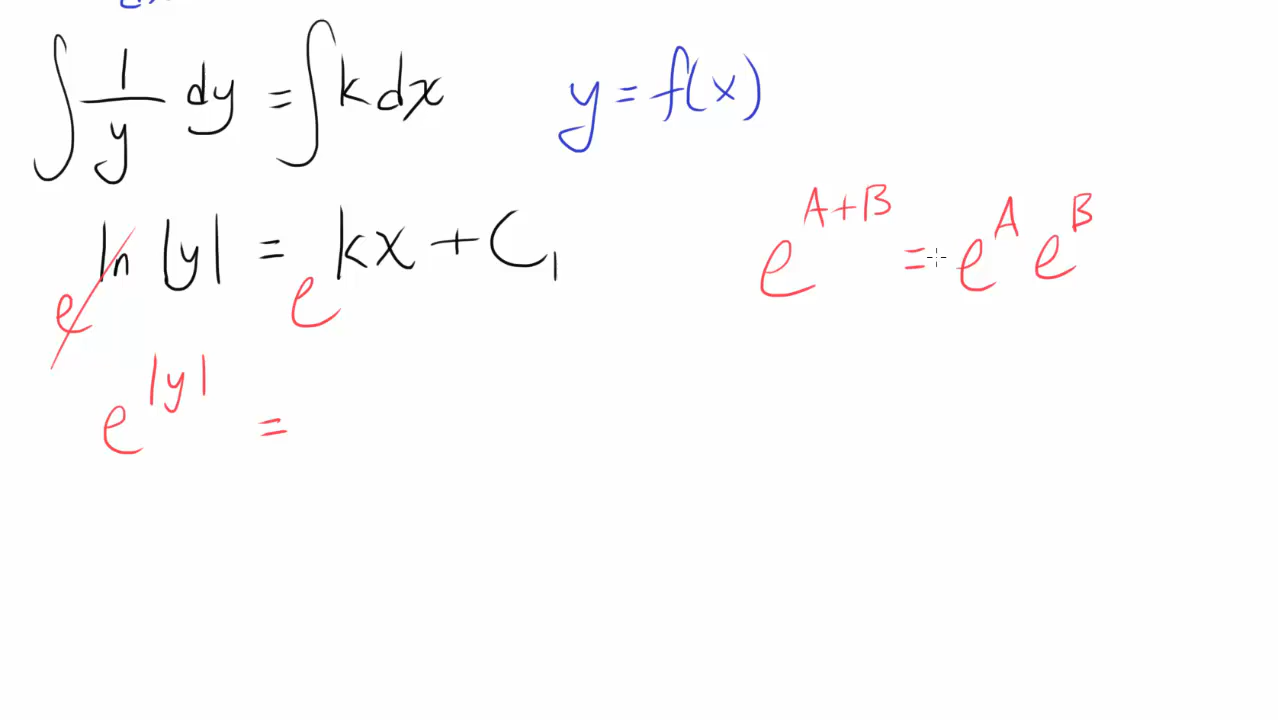 ∫ 1/y dy = ∫ k dx y = f(x)
e^{ln |y|} = e^{kx + C₁} e^{A+B} = e^A e^B
e^{|y|} =